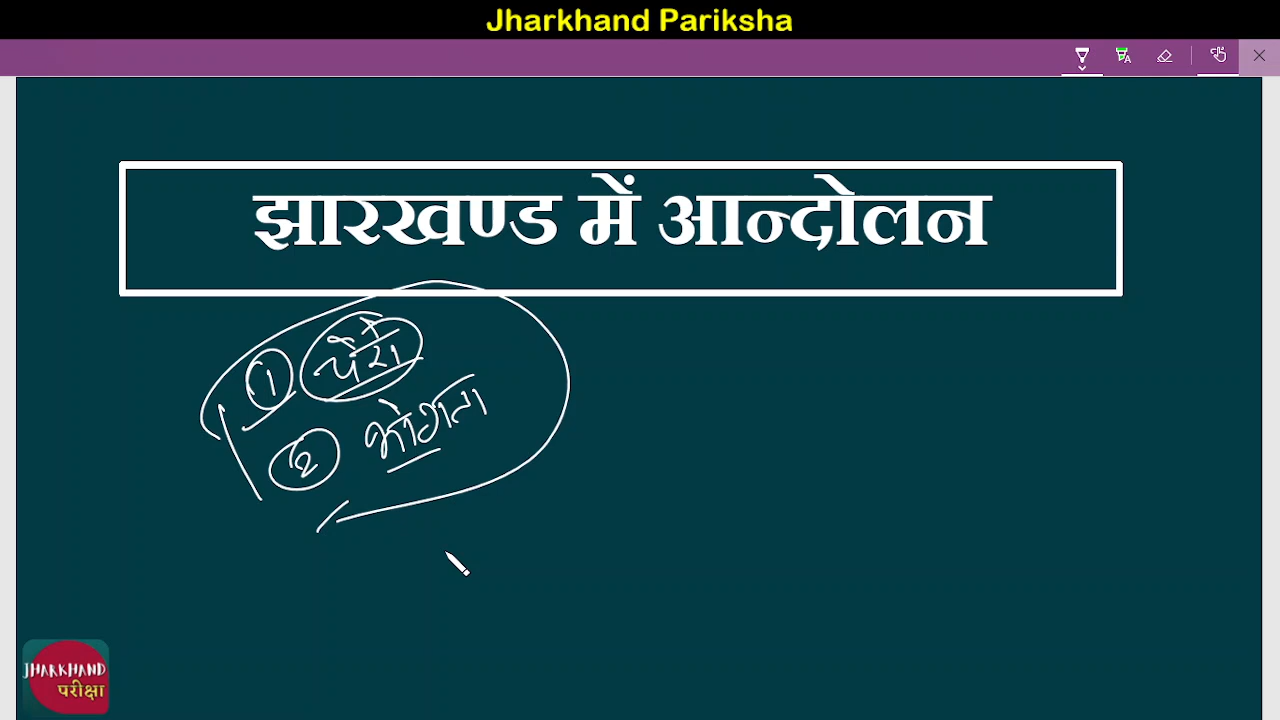 Jharkhand Pariksha
झारखण्ड में आन्दोलन
①
② भोगता
JHARKHAND
परीक्षा